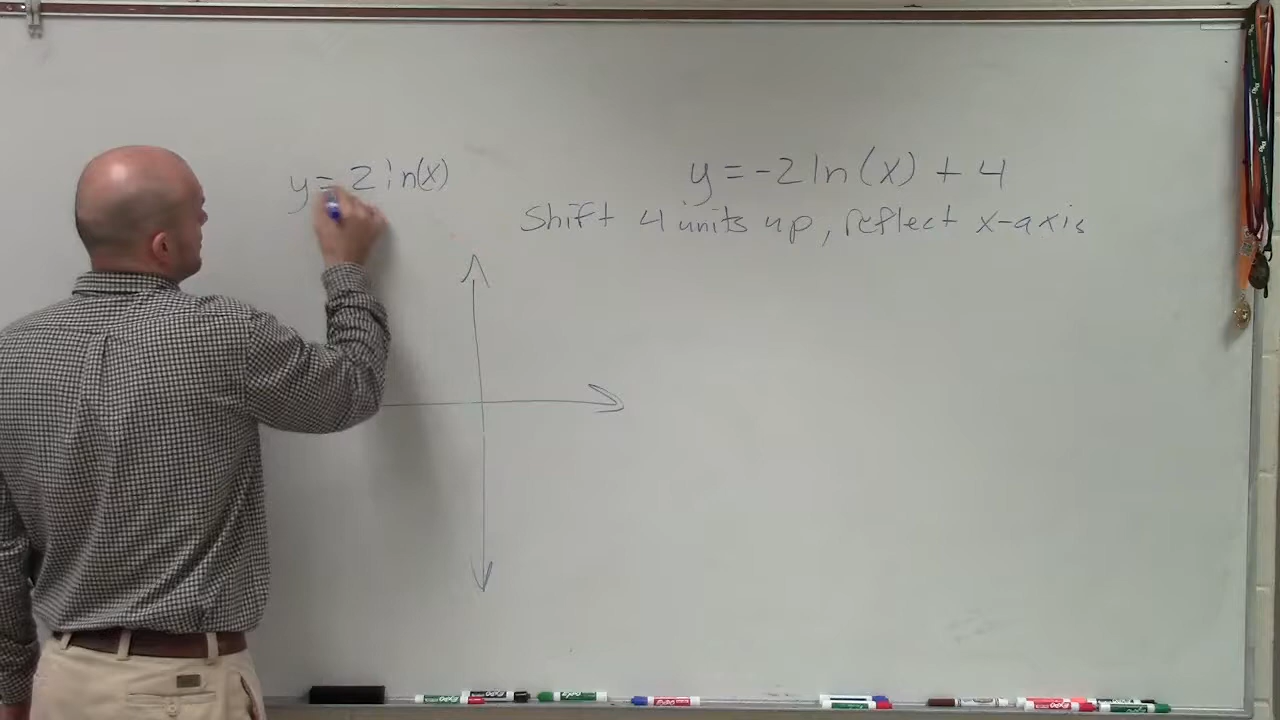 y = 2 ln(x)
y = -2 ln(x) + 4
Shift 4 units up, reflect x-axis